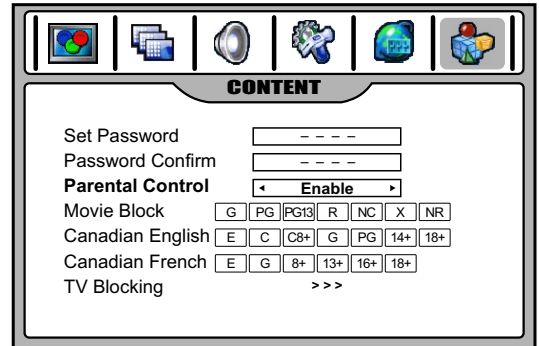 CONTENT
Set Password – – – –
Password Confirm – – – –
Parental Control ◂ Enable ▸
Movie Block G PG PG13 R NC X NR
Canadian English E C C8+ G PG 14+ 18+
Canadian French E G 8+ 13+ 16+ 18+
TV Blocking >>>